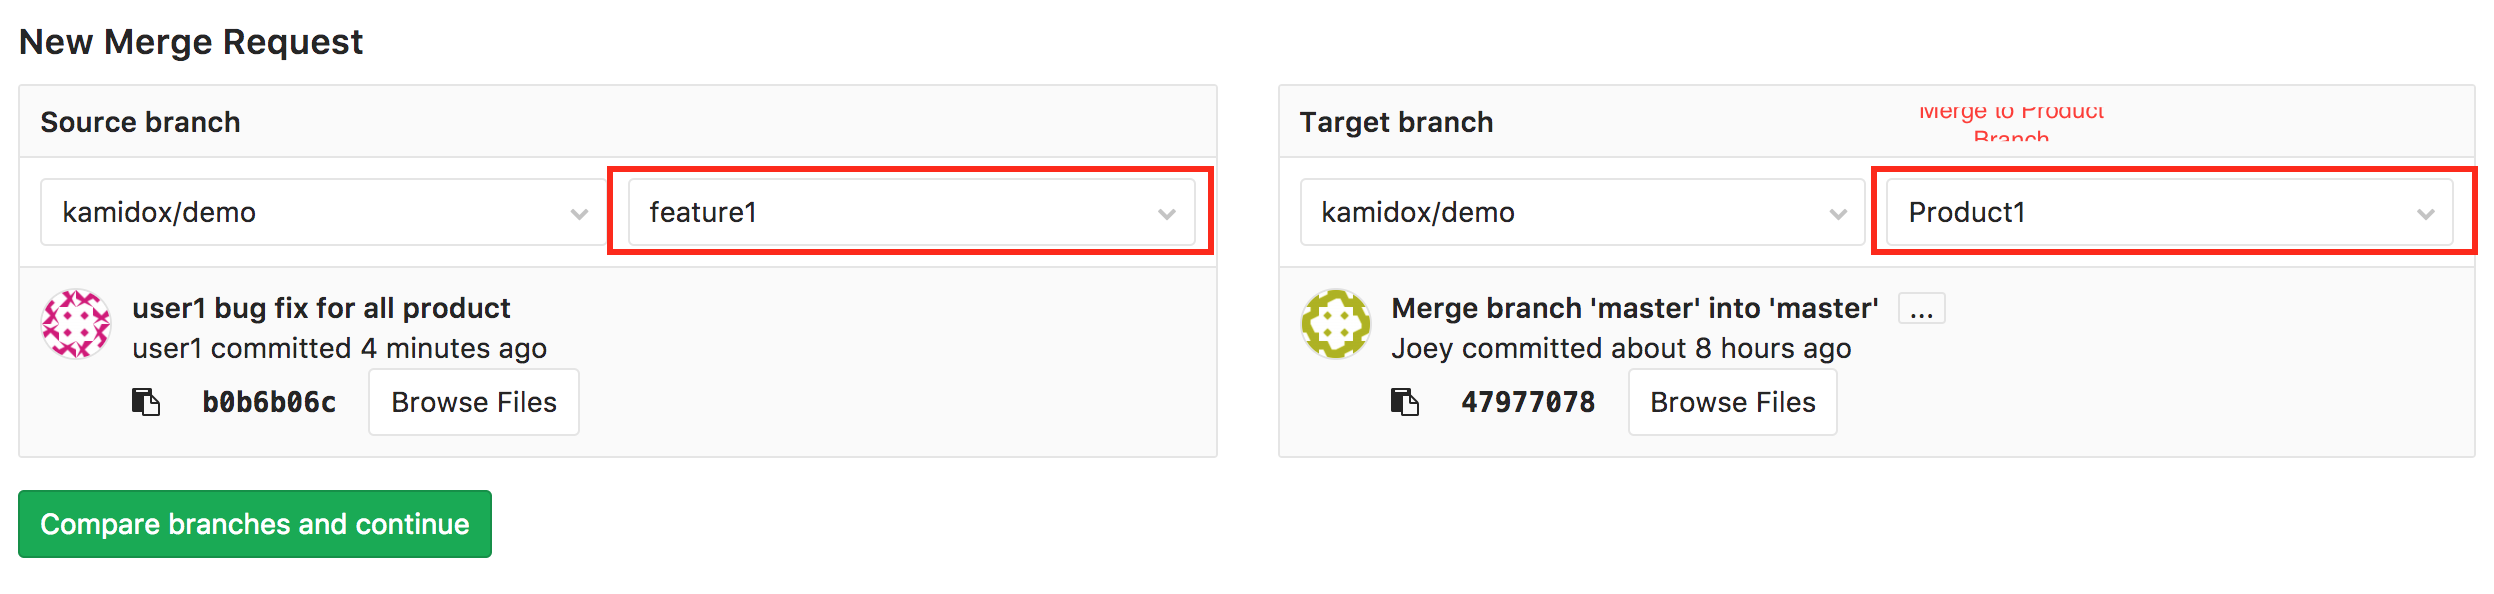 New Merge Request
Source branch
kamidox/demo
feature1
user1 bug fix for all product
user1 committed 4 minutes ago
b0b6b06c
Browse Files
Target branch
Merge to Product
Branch
kamidox/demo
Product1
Merge branch 'master' into 'master' ...
Joey committed about 8 hours ago
47977078
Browse Files
Compare branches and continue